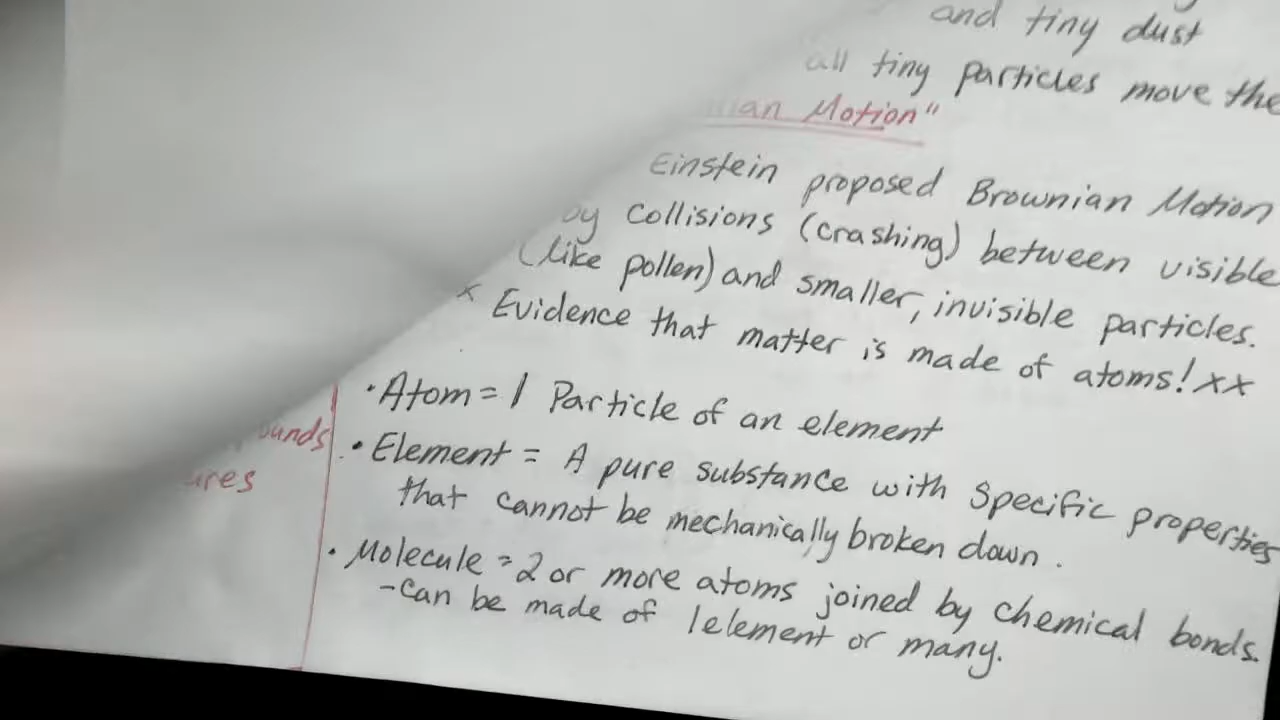 and tiny dust
all tiny particles move the
Motion"
Einstein proposed Brownian Motion
by Collisions (crashing) between visible
(like pollen) and smaller, invisible particles.
x Evidence that matter is made of atoms! xx
• Atom = 1 Particle of an element
• Element = A pure substance with specific properties
that cannot be mechanically broken down.
• Molecule = 2 or more atoms joined by chemical bonds.
- Can be made of 1 element or many.